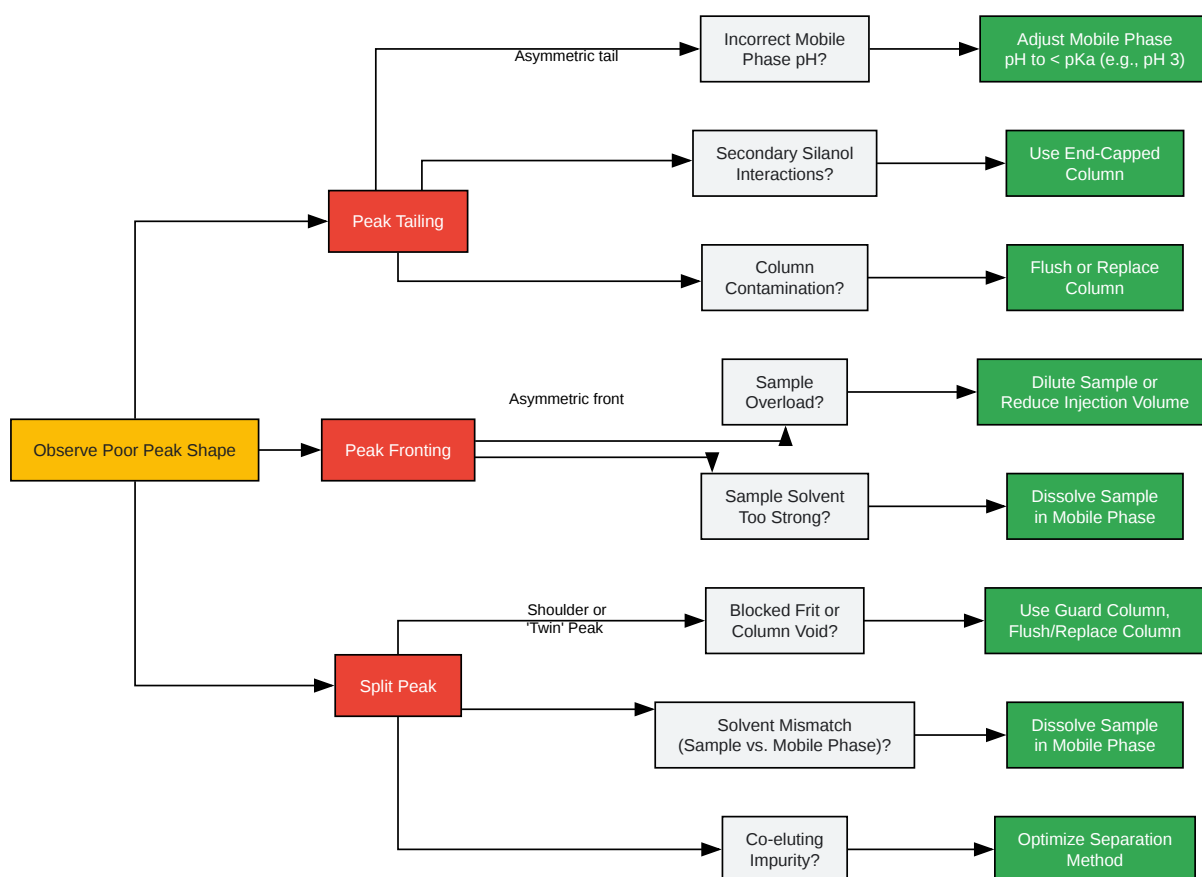 Asymmetric tail
Incorrect Mobile
Phase pH?
Adjust Mobile Phase
pH to < pKa (e.g., pH 3)
Secondary Silanol
Interactions?
Use End-Capped
Column
Peak Tailing
Column
Contamination?
Flush or Replace
Column
Asymmetric front
Sample
Overload?
Dilute Sample or
Reduce Injection Volume
Observe Poor Peak Shape
Peak Fronting
Sample Solvent
Too Strong?
Dissolve Sample
in Mobile Phase
Shoulder or
'Twin' Peak
Blocked Frit or
Column Void?
Use Guard Column,
Flush/Replace Column
Split Peak
Solvent Mismatch
(Sample vs. Mobile Phase)?
Dissolve Sample
in Mobile Phase
Co-eluting
Impurity?
Optimize Separation
Method